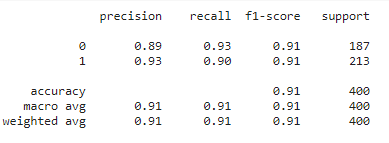 precision recall f1-score support
0 0.89 0.93 0.91 187
1 0.93 0.90 0.91 213
accuracy 0.91 400
macro avg 0.91 0.91 0.91 400
weighted avg 0.91 0.91 0.91 400